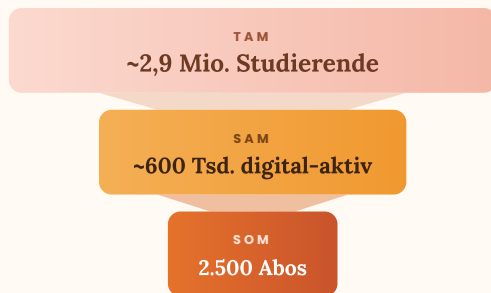 TAM
~2,9 Mio. Studierende
SAM
~600 Tsd. digital-aktiv
SOM
2.500 Abos